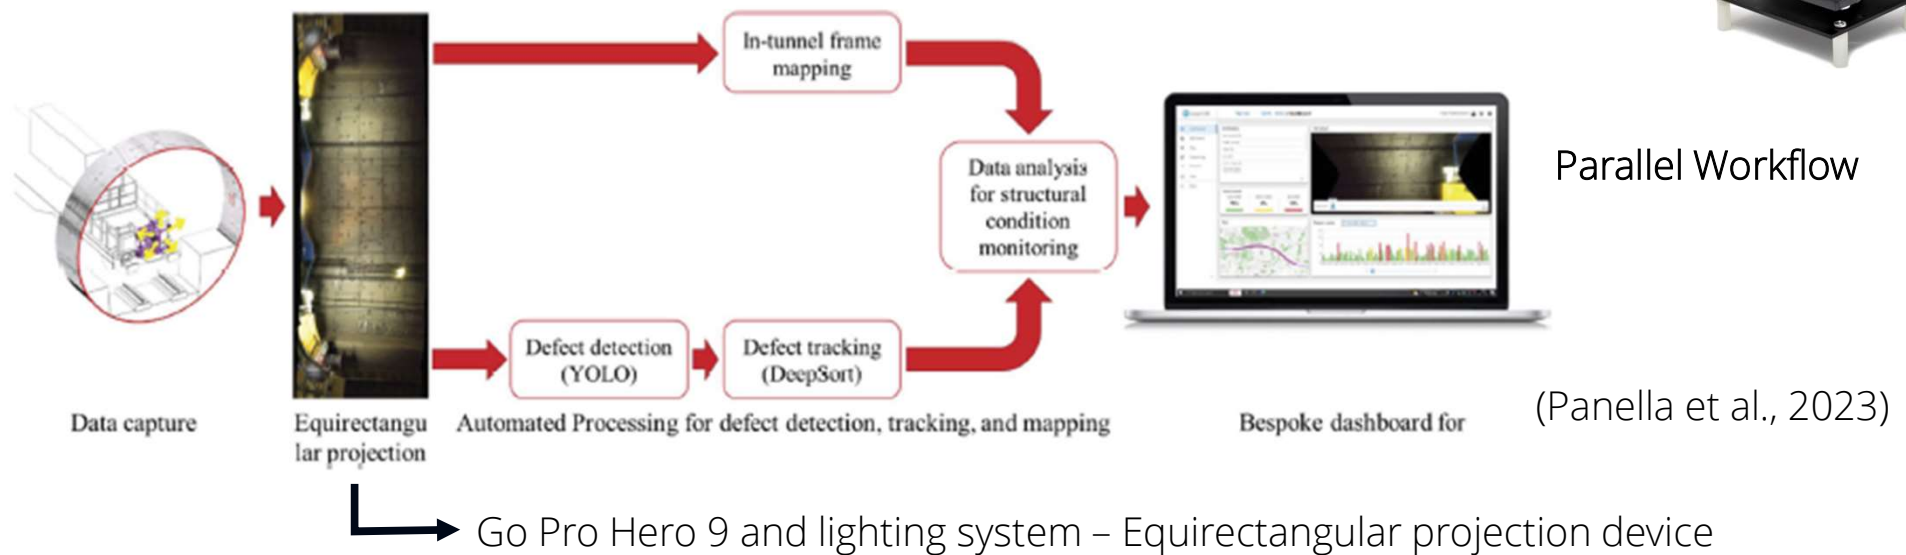 In-tunnel frame
mapping
Data analysis
for structural
condition
monitoring
Parallel Workflow
Defect detection
(YOLO)
Defect tracking
(DeepSort)
(Panella et al., 2023)
Data capture
Equirectangu
lar projection
Automated Processing for defect detection, tracking, and mapping
Bespoke dashboard for
Go Pro Hero 9 and lighting system – Equirectangular projection device